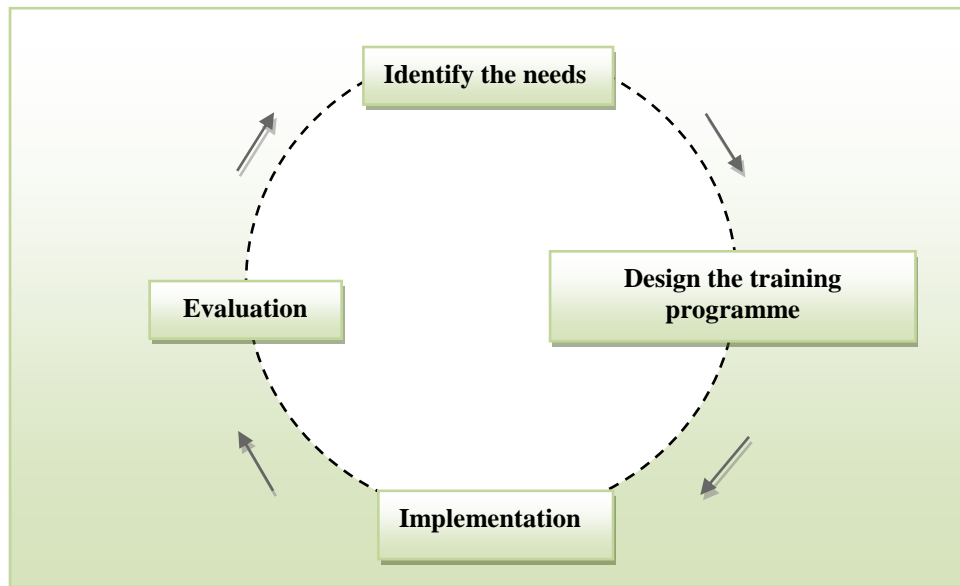 Identify the needs
Design the training
programme
Evaluation
Implementation